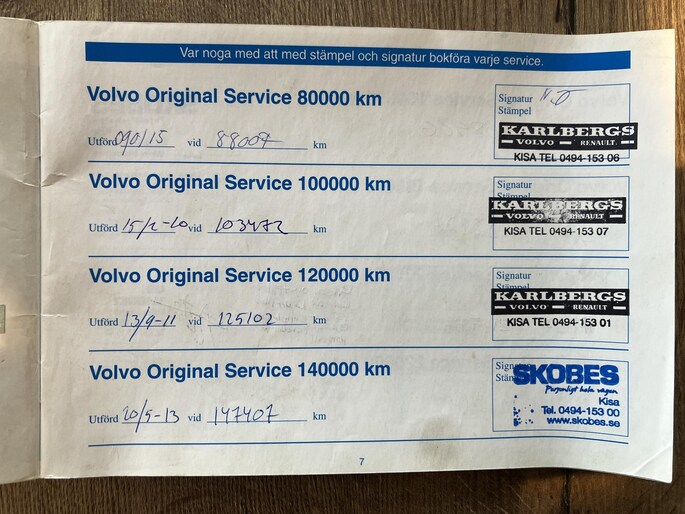 Var noga med att med stämpel och signatur bokföra varje service.
Volvo Original Service 80000 km
Signatur
Stämpel
KARLBERGS
VOLVO RENAULT
KISA TEL 0494-153 06
Utförd 090115 vid 88007 km
Volvo Original Service 100000 km
Signatur
KARLBERGS
VOLVO RENAULT
KISA TEL 0494-153 07
Utförd 15/2-10 vid 103472 km
Volvo Original Service 120000 km
Signatur
Stämpel
KARLBERGS
VOLVO RENAULT
KISA TEL 0494-153 01
Utförd 13/9-11 vid 125102 km
Volvo Original Service 140000 km
SKOBES
Personligt hela vägen
Kisa
Tel. 0494-153 00
www.skobes.se
Utförd 20/5-13 vid 147407 km
7